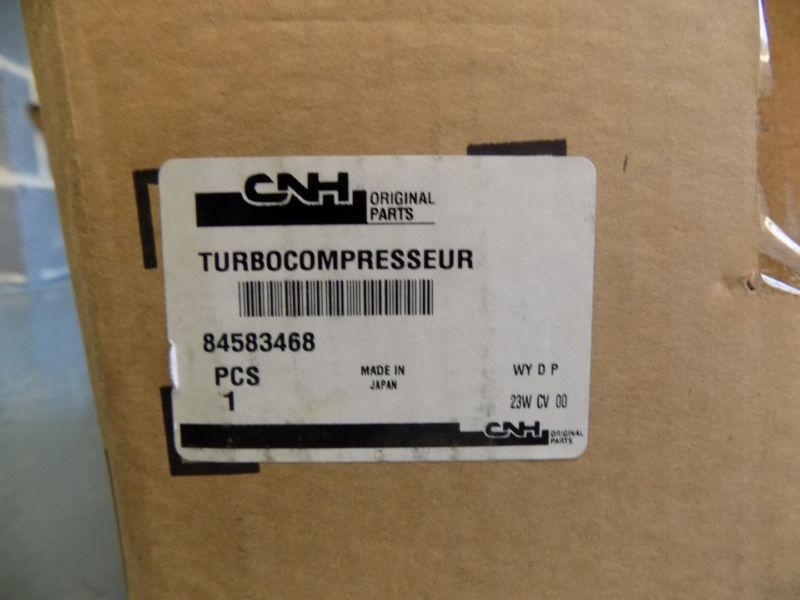 CNH ORIGINAL
PARTS
TURBOCOMPRESSEUR
84583468
PCS MADE IN WY D P
JAPAN
1 23W CV 00
CNH ORIGINAL
PARTS